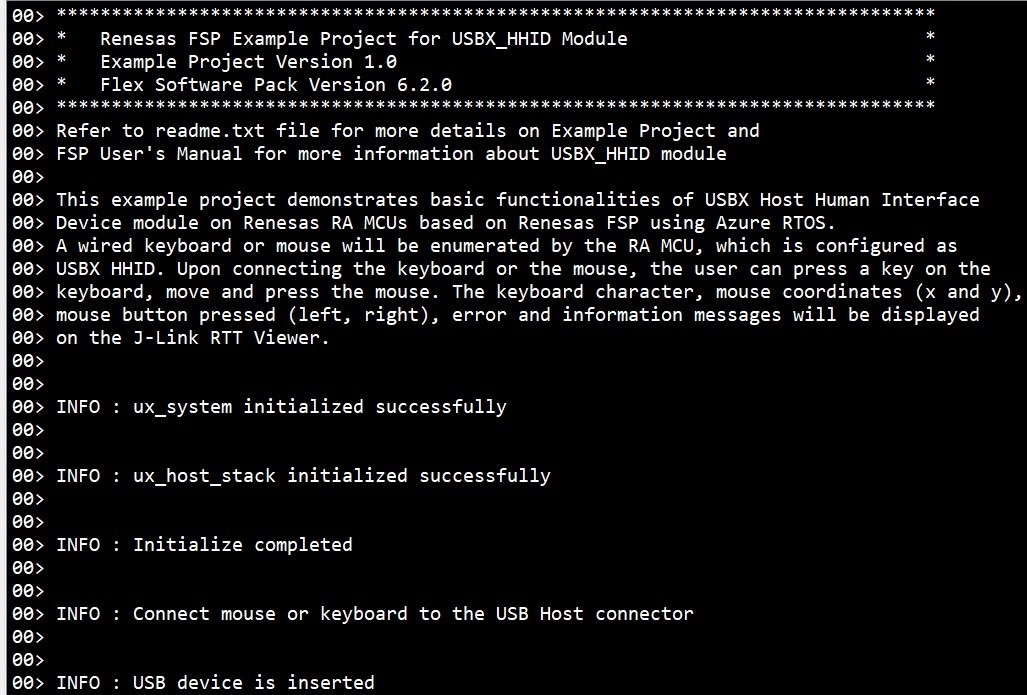 00> ********************************************************************************
00> *   Renesas FSP Example Project for USBX_HHID Module                           *
00> *   Example Project Version 1.0                                                *
00> *   Flex Software Pack Version 6.2.0                                           *
00> ********************************************************************************
00> Refer to readme.txt file for more details on Example Project and
00> FSP User's Manual for more information about USBX_HHID module
00>
00> This example project demonstrates basic functionalities of USBX Host Human Interface
00> Device module on Renesas RA MCUs based on Renesas FSP using Azure RTOS.
00> A wired keyboard or mouse will be enumerated by the RA MCU, which is configured as
00> USBX HHID. Upon connecting the keyboard or the mouse, the user can press a key on the
00> keyboard, move and press the mouse. The keyboard character, mouse coordinates (x and y),
00> mouse button pressed (left, right), error and information messages will be displayed
00> on the J-Link RTT Viewer.
00>
00>
00> INFO : ux_system initialized successfully
00>
00>
00> INFO : ux_host_stack initialized successfully
00>
00>
00> INFO : Initialize completed
00>
00>
00> INFO : Connect mouse or keyboard to the USB Host connector
00>
00>
00> INFO : USB device is inserted